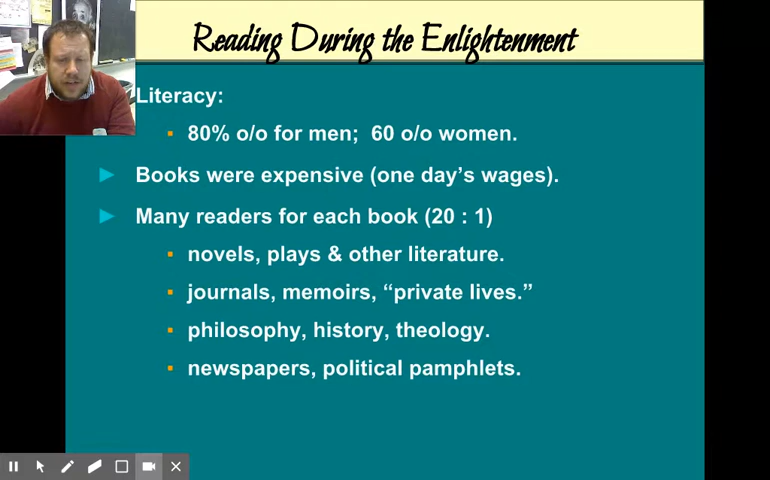 Reading During the Enlightenment
Literacy:
80% o/o for men; 60 o/o women.
Books were expensive (one day's wages).
Many readers for each book (20 : 1)
novels, plays & other literature.
journals, memoirs, “private lives.”
philosophy, history, theology.
newspapers, political pamphlets.